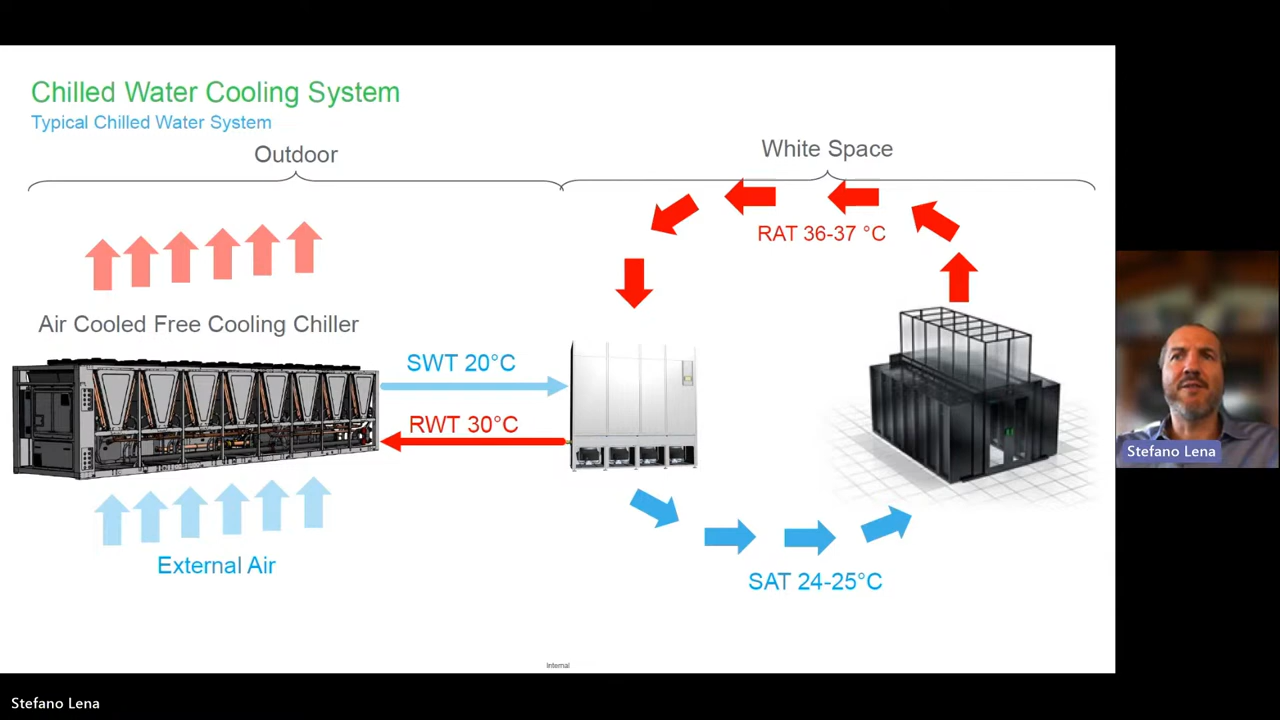 Chilled Water Cooling System
Typical Chilled Water System
Outdoor
White Space
RAT 36-37 °C
Air Cooled Free Cooling Chiller
SWT 20°C
RWT 30°C
External Air
SAT 24-25°C
Internal
Stefano Lena
Stefano Lena